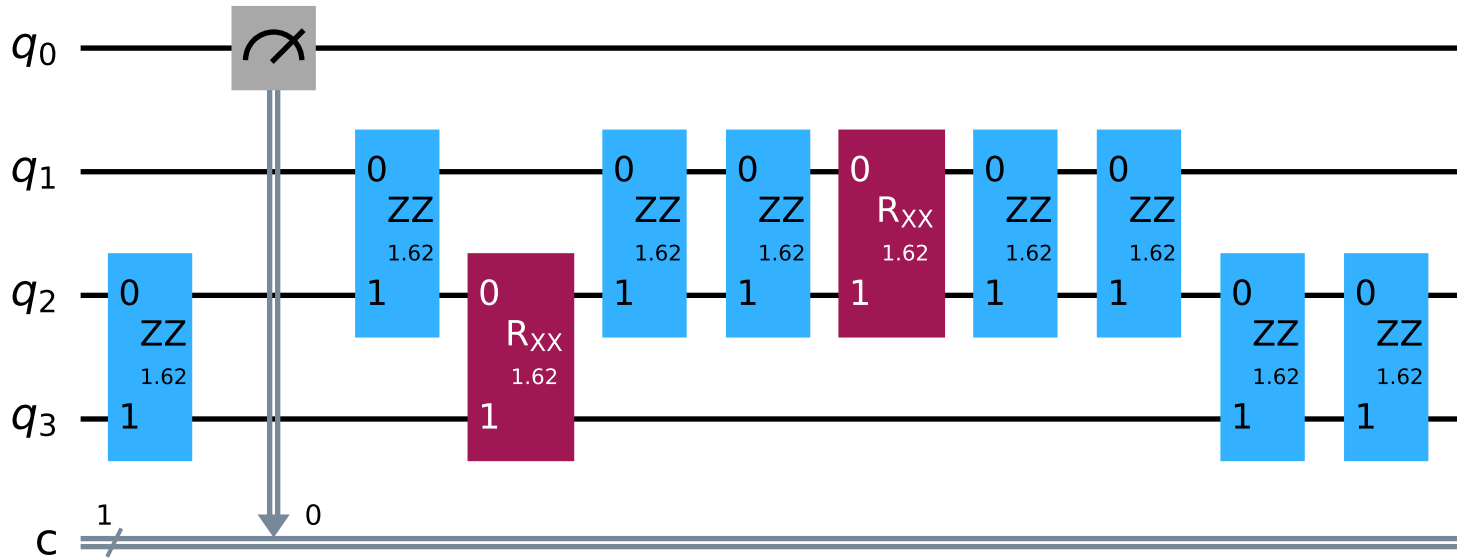 q0
0 0 0 0 0 0
q1
ZZ ZZ ZZ RXX ZZ ZZ
1.62 1.62 1.62 1.62 1.62 1.62
0 1 0 1 1 1 1 1 0 0
q2
ZZ RXX ZZ ZZ
1.62 1.62 1.62 1.62
1 1 1 1
q3
1 0
c